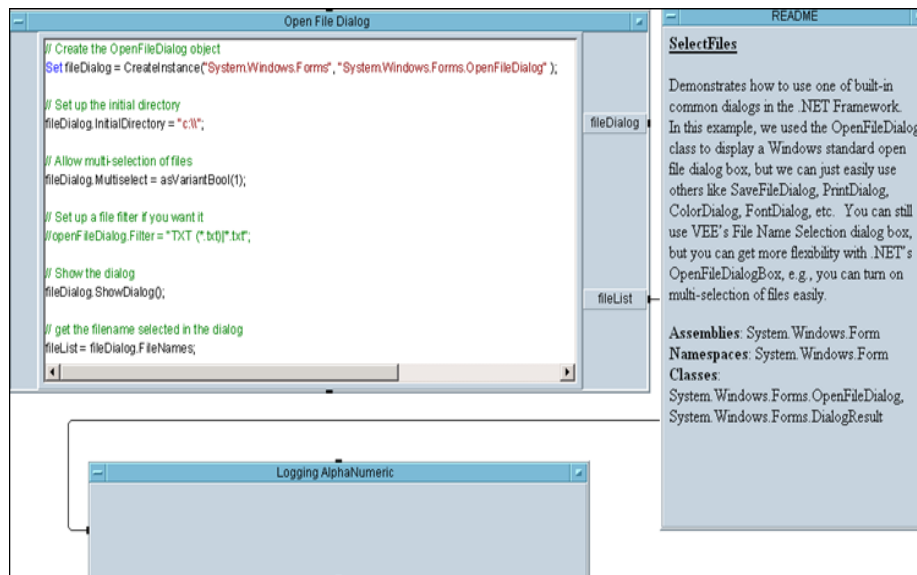 Open File Dialog
// Create the OpenFileDialog object
Set fileDialog = CreateInstance("System.Windows.Forms", "System.Windows.Forms.OpenFileDialog" );
// Set up the initial directory
fileDialog.InitialDirectory = "c:\\";
// Allow multi-selection of files
fileDialog.Multiselect = asVariantBool(1);
// Set up a file filter if you want it
//openFileDialog.Filter = "TXT (*.txt)|*.txt";
// Show the dialog
fileDialog.ShowDialog();
// get the filename selected in the dialog
fileList = fileDialog.FileNames;
fileDialog
fileList
README
SelectFiles
Demonstrates how to use one of built-in
common dialogs in the .NET Framework.
In this example, we used the OpenFileDialog
class to display a Windows standard open
file dialog box, but we can just easily use
others like SaveFileDialog, PrintDialog,
ColorDialog, FontDialog, etc. You can still
use VEE's File Name Selection dialog box,
but you can get more flexibility with .NET's
OpenFileDialogBox, e.g., you can turn on
multi-selection of files easily.
Assemblies: System.Windows.Form
Namespaces: System.Windows.Form
Classes:
System.Windows.Forms.OpenFileDialog,
System.Windows.Forms.DialogResult
Logging AlphaNumeric